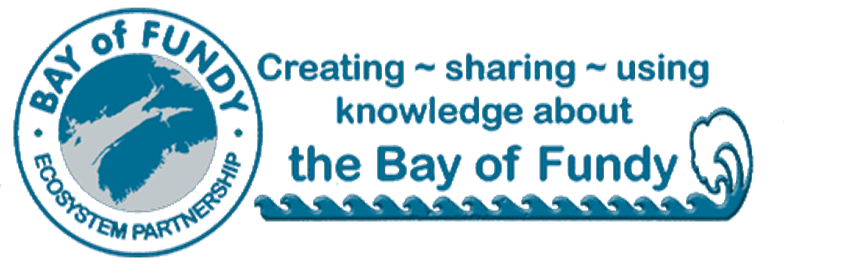 BAY of FUNDY
ECOSYSTEM PARTNERSHIP
Creating ~ sharing ~ using
knowledge about
the Bay of Fundy